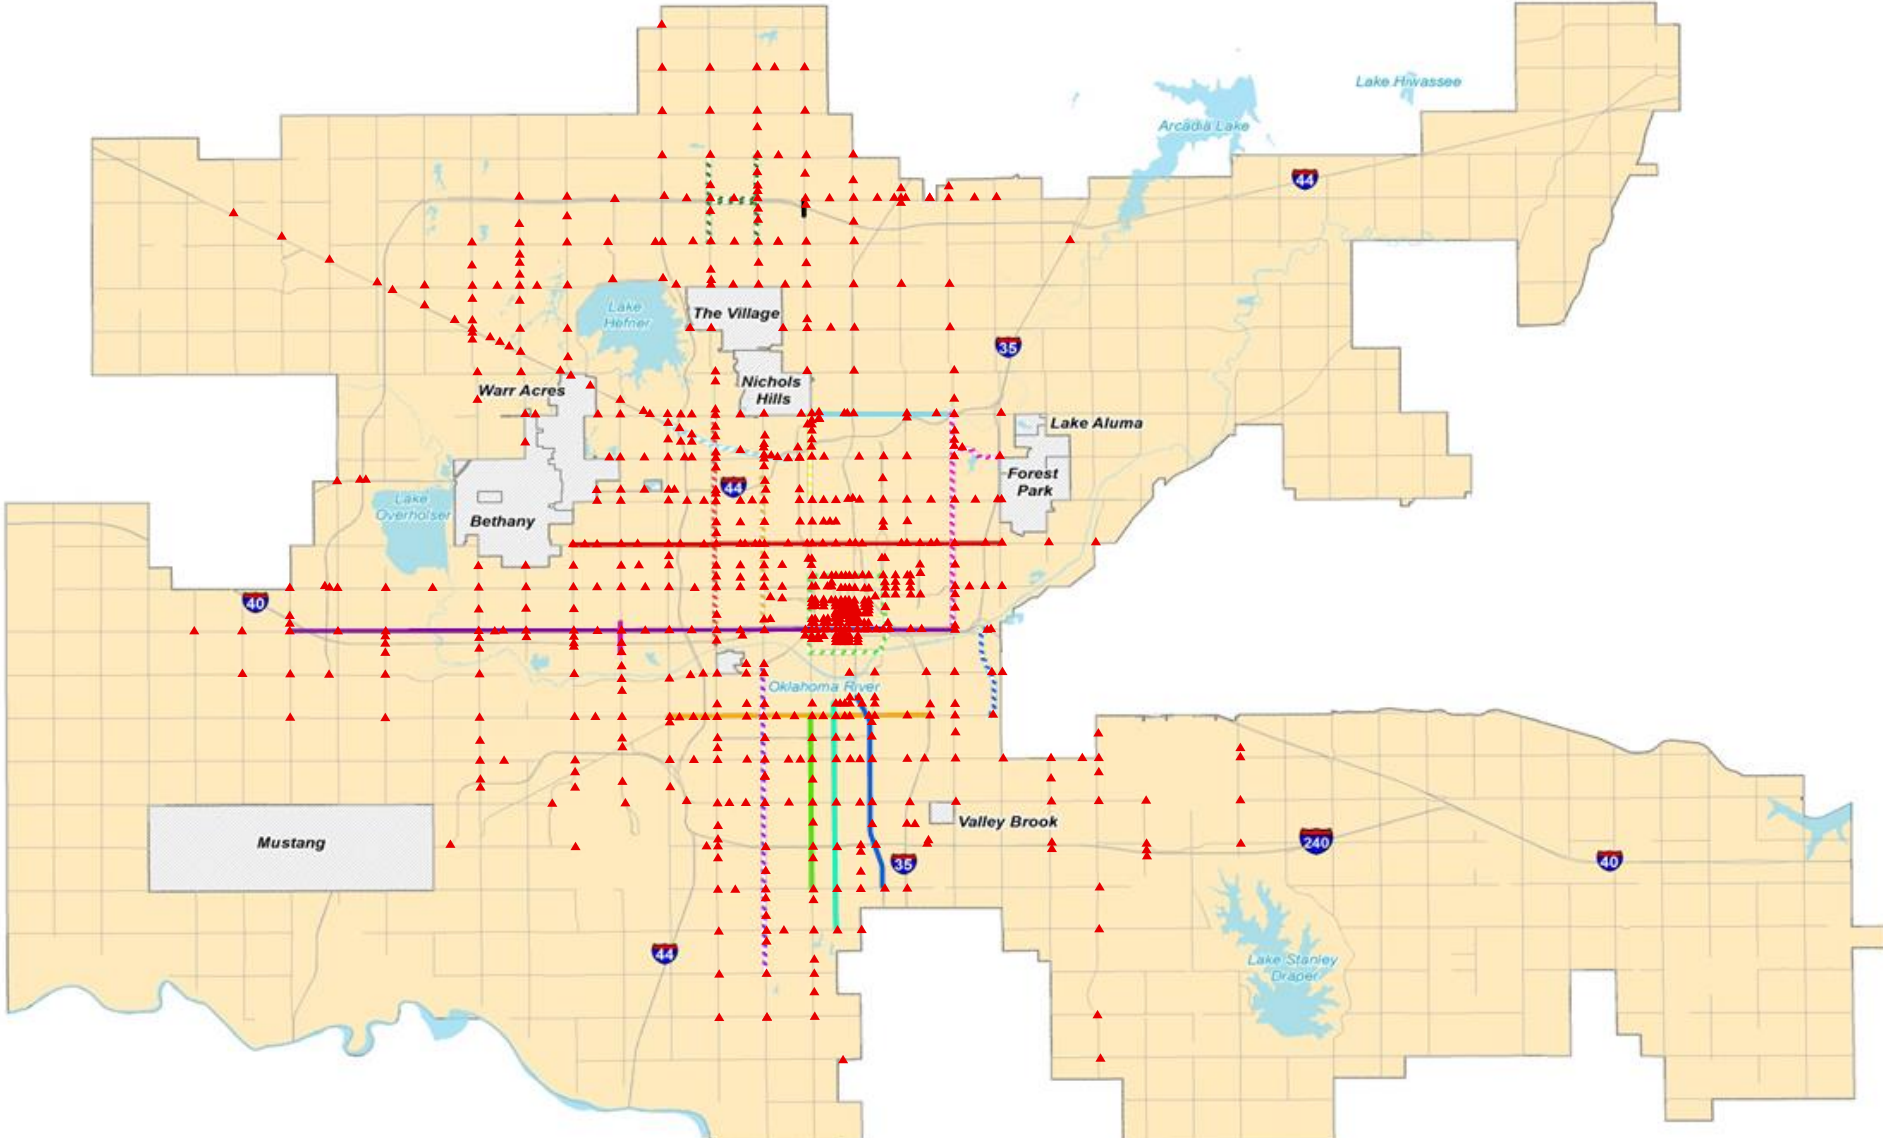 Lake Hiwassee
Arcadia Lake
44
Lake
Hefner
The Village
35
Nichols
Hills
Warr Acres
Lake Aluma
Forest
Park
44
Lake
Overholser
Bethany
40
Oklahoma River
Mustang
Valley Brook
240
35
40
44
Lake Stanley
Draper